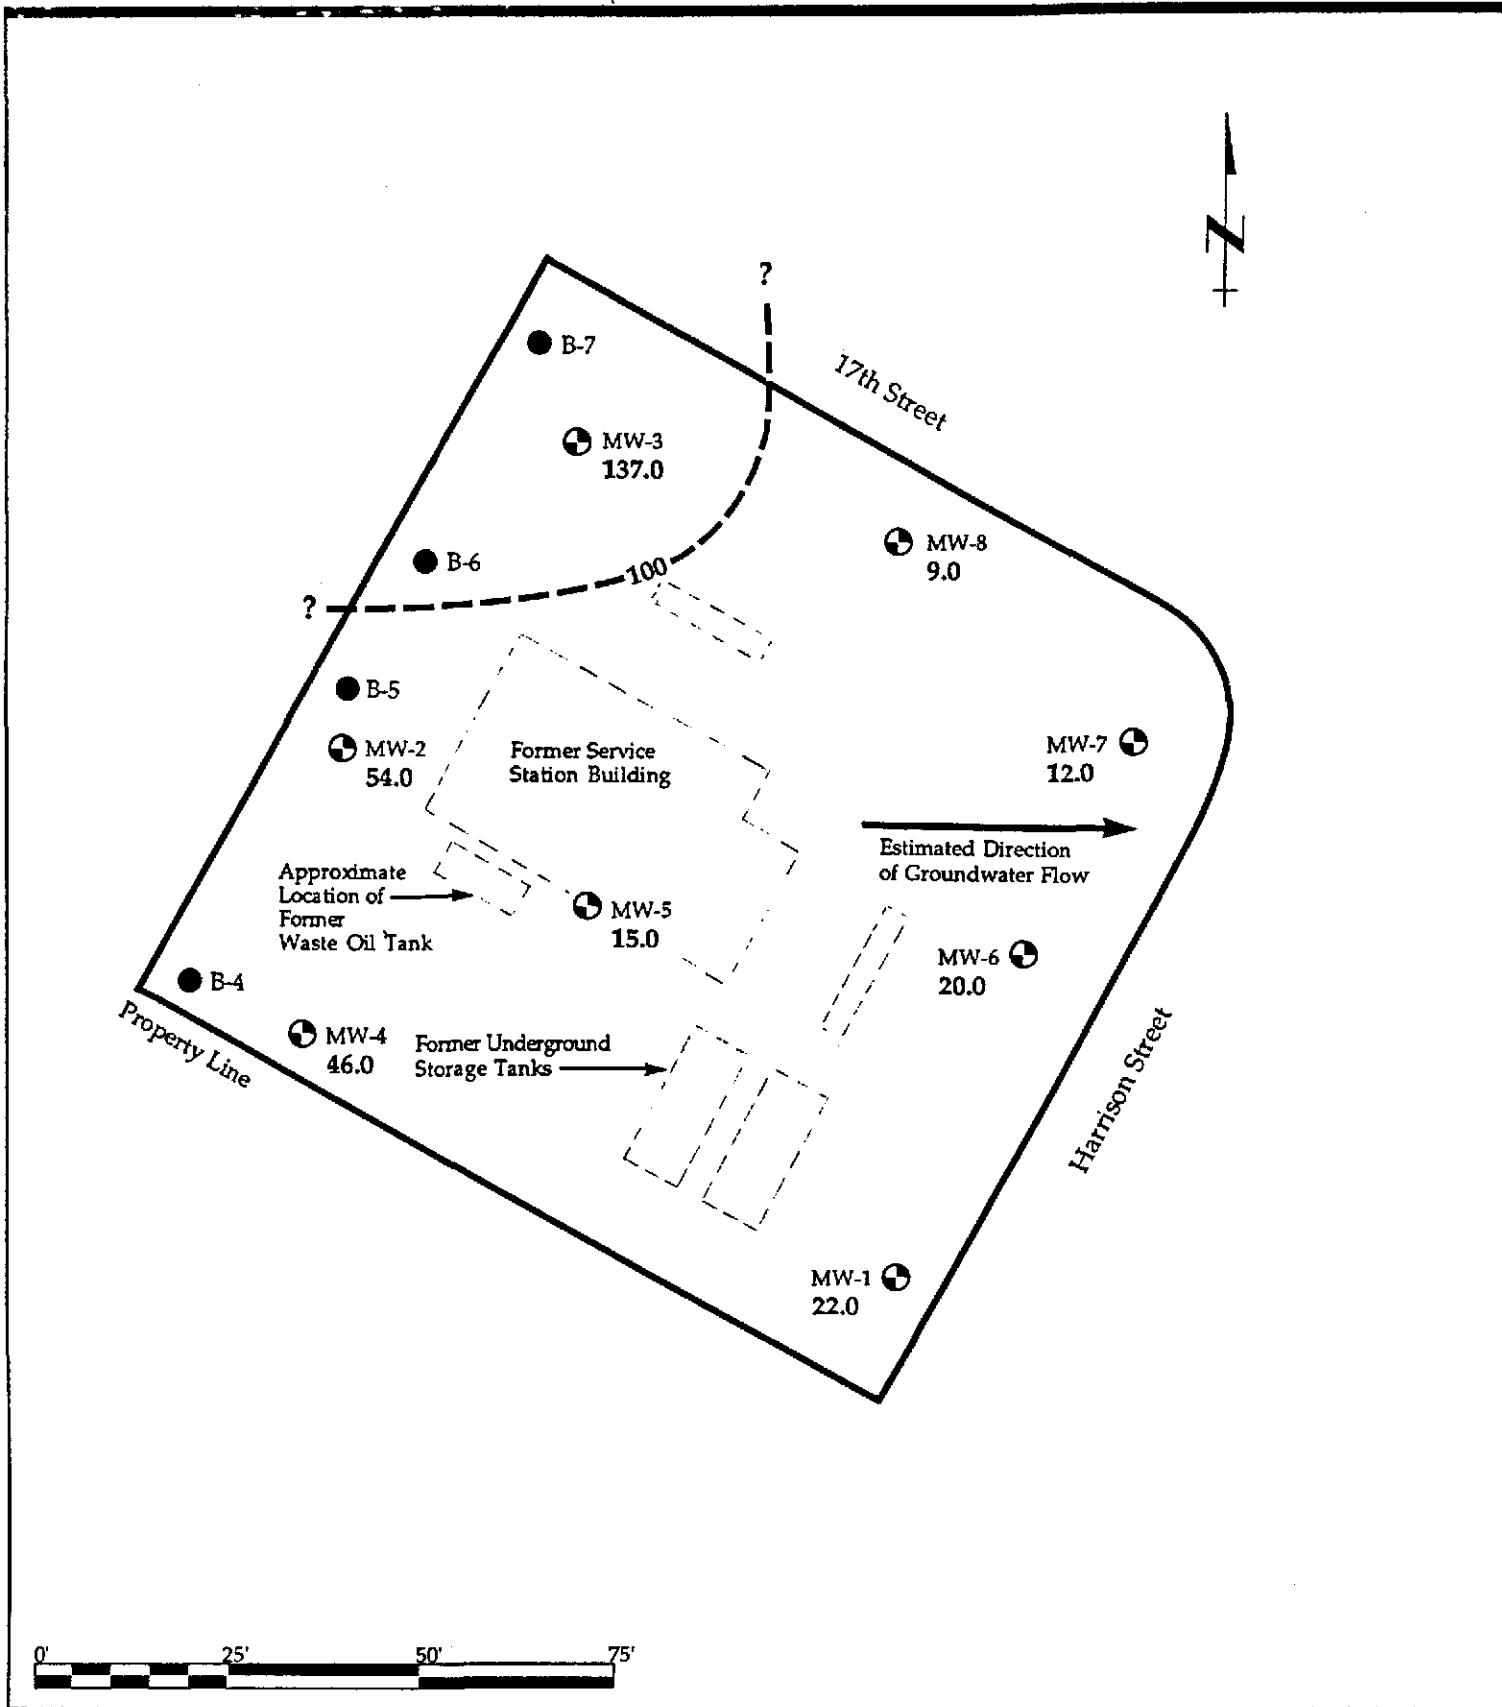 N
?
B-7
17th Street
MW-3
137.0
MW-8
9.0
B-6
100
?
B-5
MW-2
54.0
Former Service
Station Building
MW-7
12.0
Estimated Direction
of Groundwater Flow
Approximate
Location of
Former
Waste Oil Tank
MW-5
15.0
MW-6
20.0
B-4
Property Line
MW-4
46.0
Former Underground
Storage Tanks
Harrison Street
MW-1
22.0
0' 25' 50' 75'